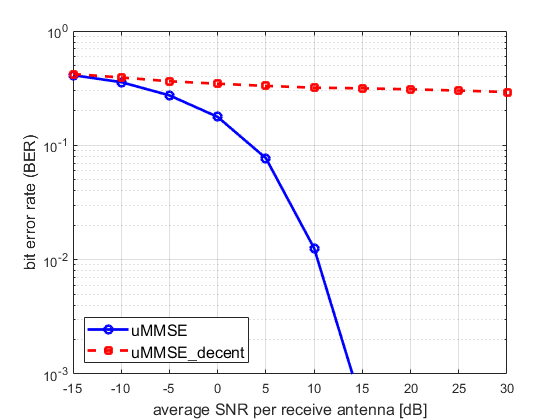 10^0
10^-1
10^-2
10^-3
bit error rate (BER)
uMMSE
uMMSE_decent
-15 -10 -5 0 5 10 15 20 25 30
average SNR per receive antenna [dB]